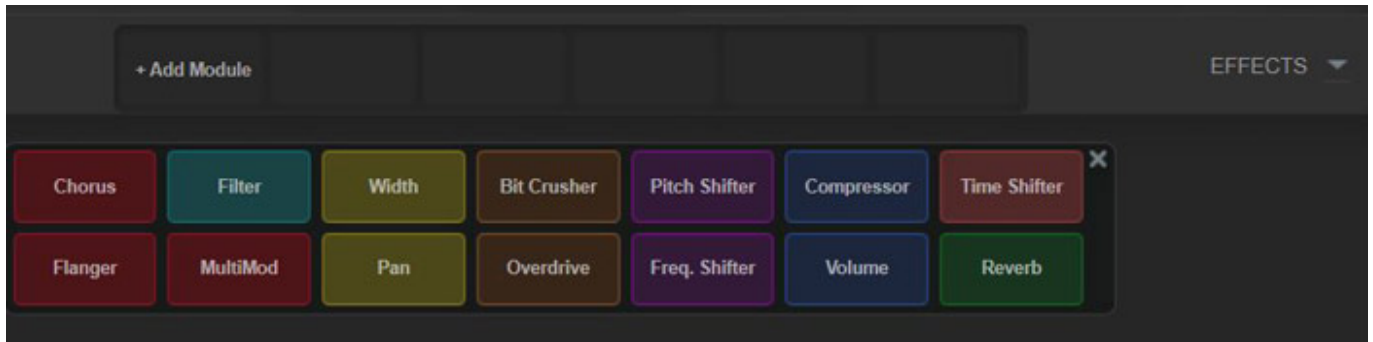 + Add Module
EFFECTS
Chorus Filter Width Bit Crusher Pitch Shifter Compressor Time Shifter
Flanger MultiMod Pan Overdrive Freq. Shifter Volume Reverb